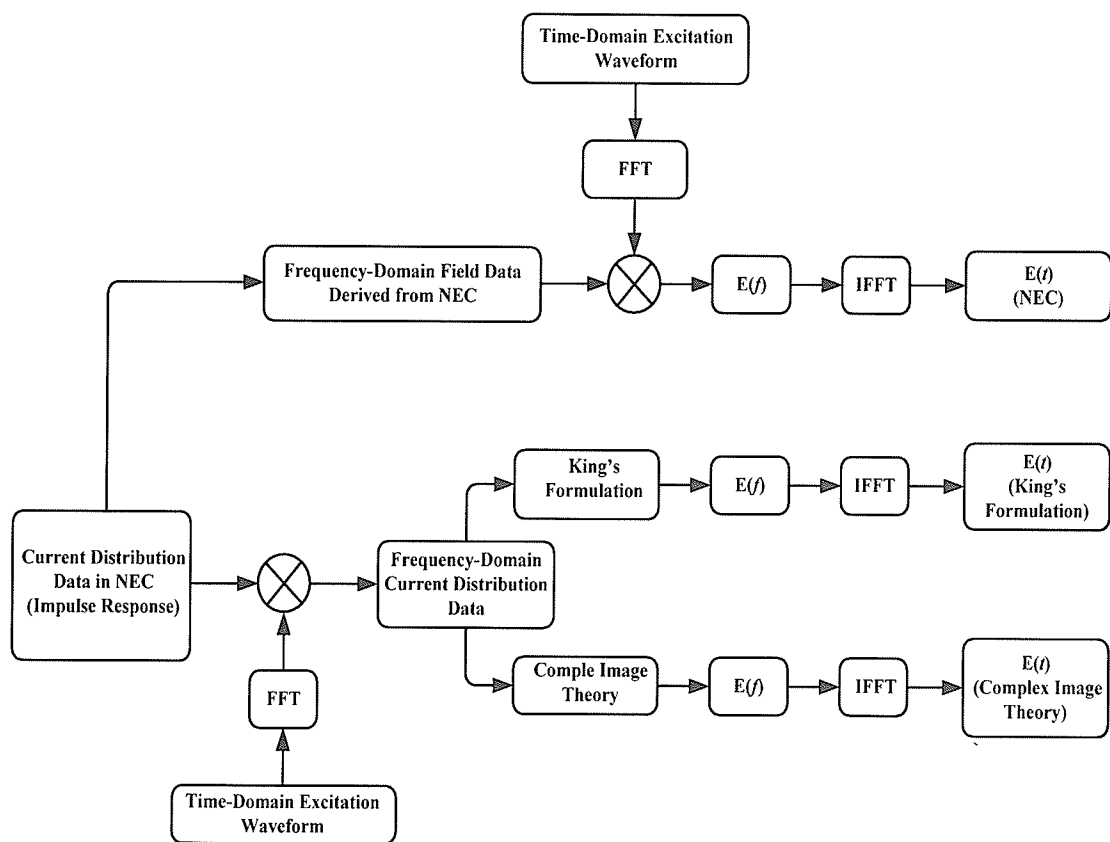 Time-Domain Excitation
Waveform
FFT
Frequency-Domain Field Data
Derived from NEC
E(f)
IFFT
E(t)
(NEC)
King's
Formulation
E(f)
IFFT
E(t)
(King's
Formulation)
Current Distribution
Data in NEC
(Impulse Response)
Frequency-Domain
Current Distribution
Data
Comple Image
Theory
E(f)
IFFT
E(t)
(Complex Image
Theory)
FFT
Time-Domain Excitation
Waveform